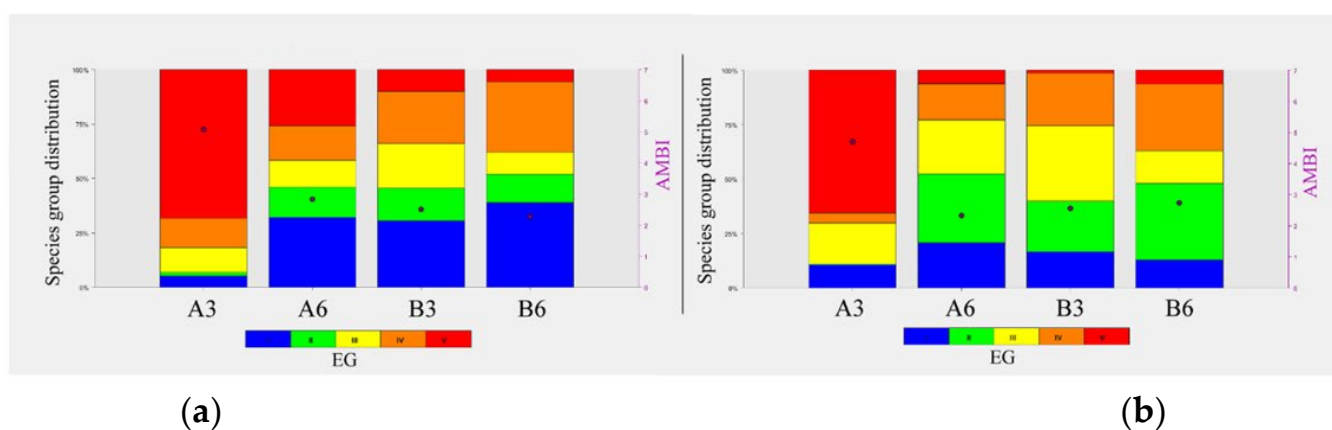 Species group distribution
100%
75%
50%
25%
0%
7
6
5
4
3
2
1
0
AMBI
A3 A6 B3 B6
II III IV V
EG
(a)
Species group distribution
100%
75%
50%
25%
0%
7
6
5
4
3
2
1
0
AMBI
A3 A6 B3 B6
II III IV V
EG
(b)